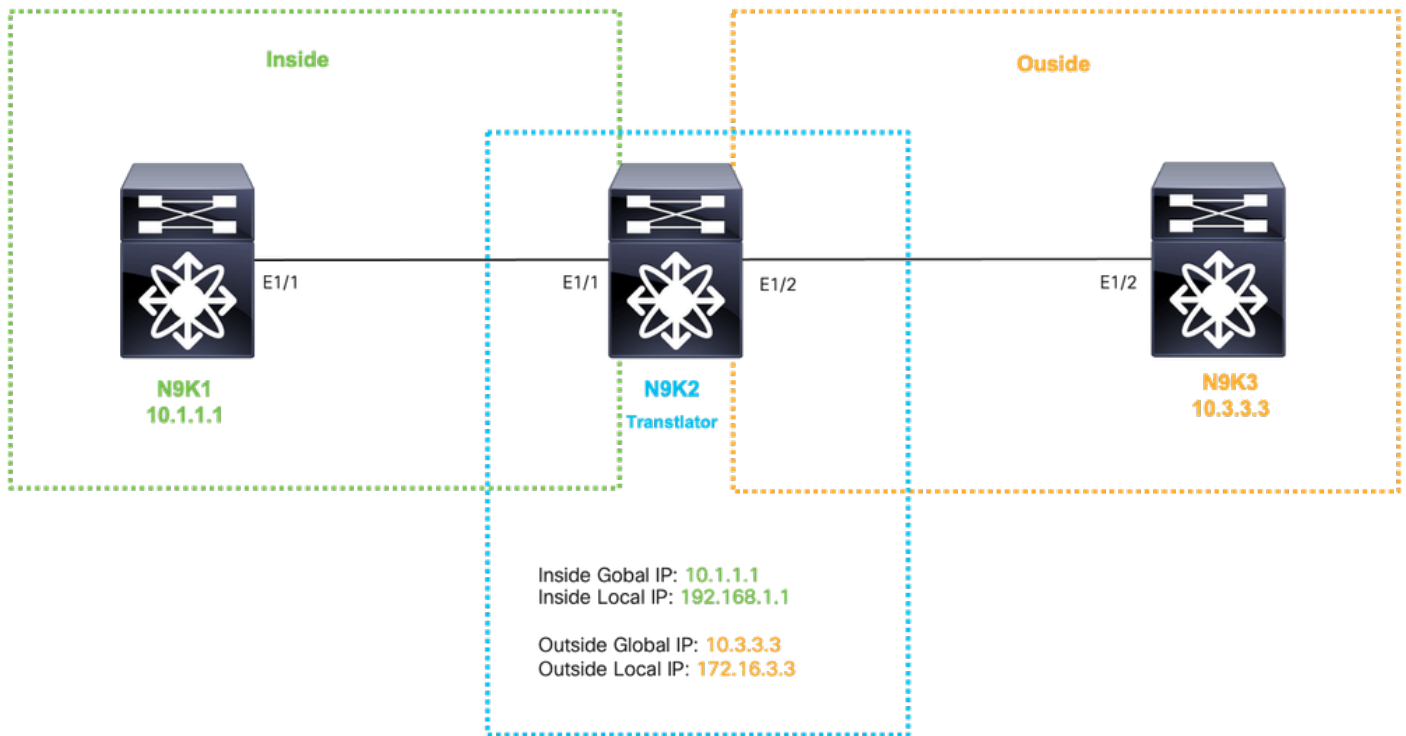 Inside
Ouside
E1/1
E1/1
E1/2
E1/2
N9K1
10.1.1.1
N9K2
Transtlator
N9K3
10.3.3.3
Inside Gobal IP: 10.1.1.1
Inside Local IP: 192.168.1.1
Outside Global IP: 10.3.3.3
Outside Local IP: 172.16.3.3